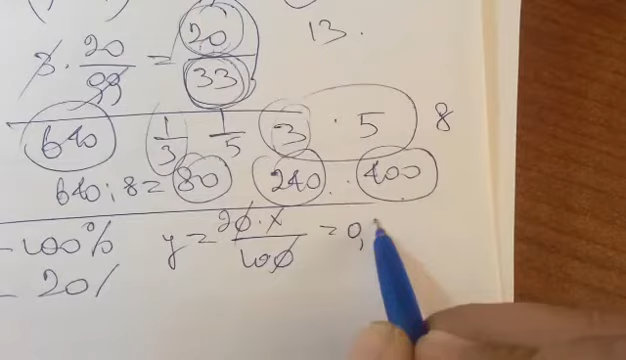 3 · 20/99 = 20/33 13.
640 1/3 1/5 3 · 5 8
640 : 8 = 80 240 .. 400
- 100% y = 20 · x / 100 = 0,
- 20%